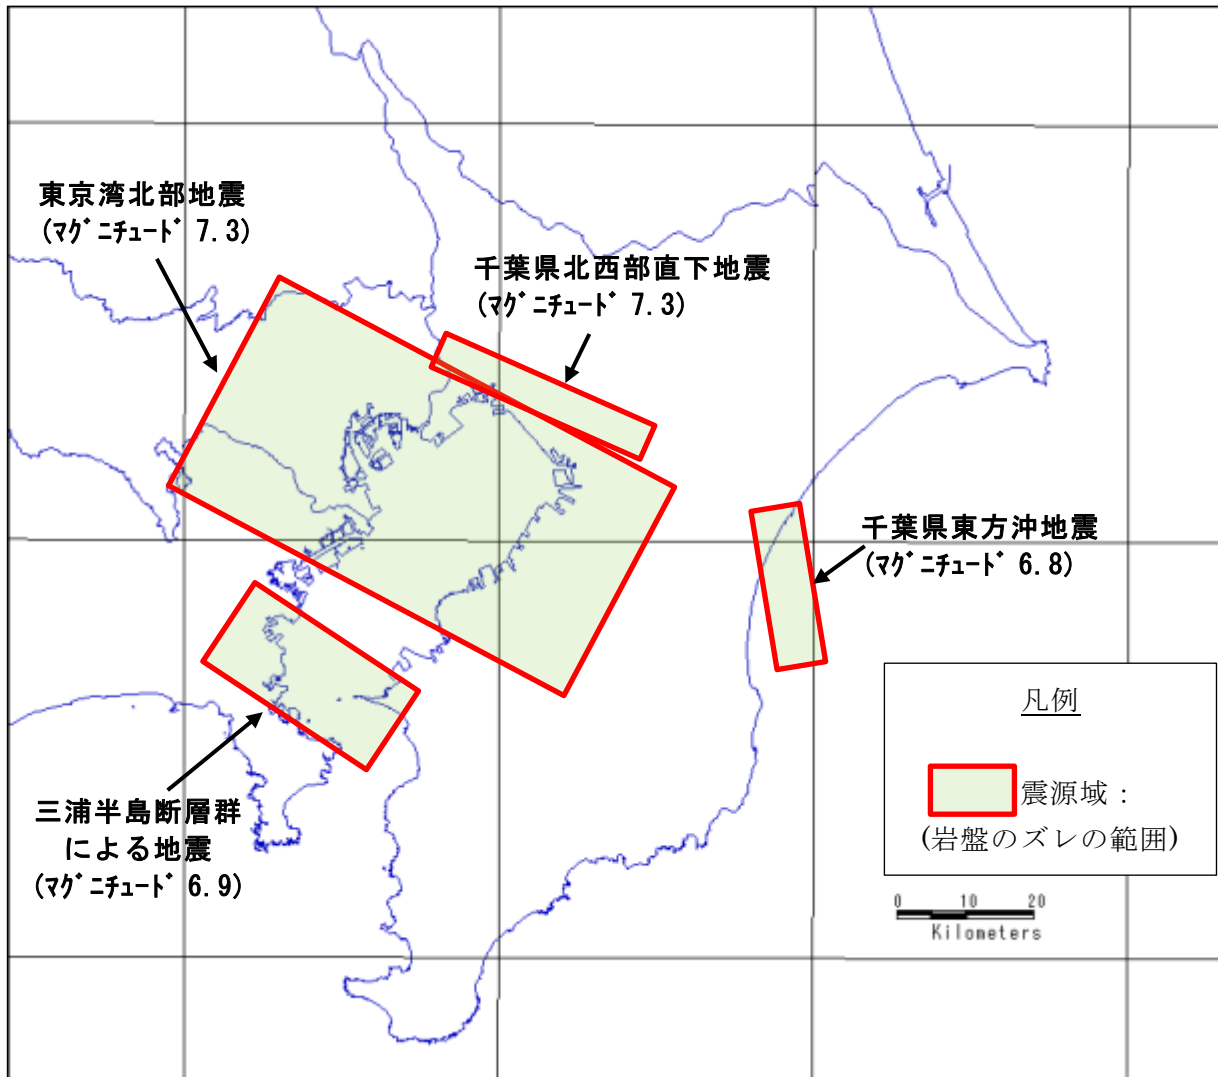 東京湾北部地震
(ﾏｸﾞﾆﾁｭｰﾄﾞ 7.3)
千葉県北西部直下地震
(ﾏｸﾞﾆﾁｭｰﾄﾞ 7.3)
千葉県東方沖地震
(ﾏｸﾞﾆﾁｭｰﾄﾞ 6.8)
三浦半島断層群
による地震
(ﾏｸﾞﾆﾁｭｰﾄﾞ 6.9)
凡例
震源域：
(岩盤のズレの範囲)
0 10 20
Kilometers